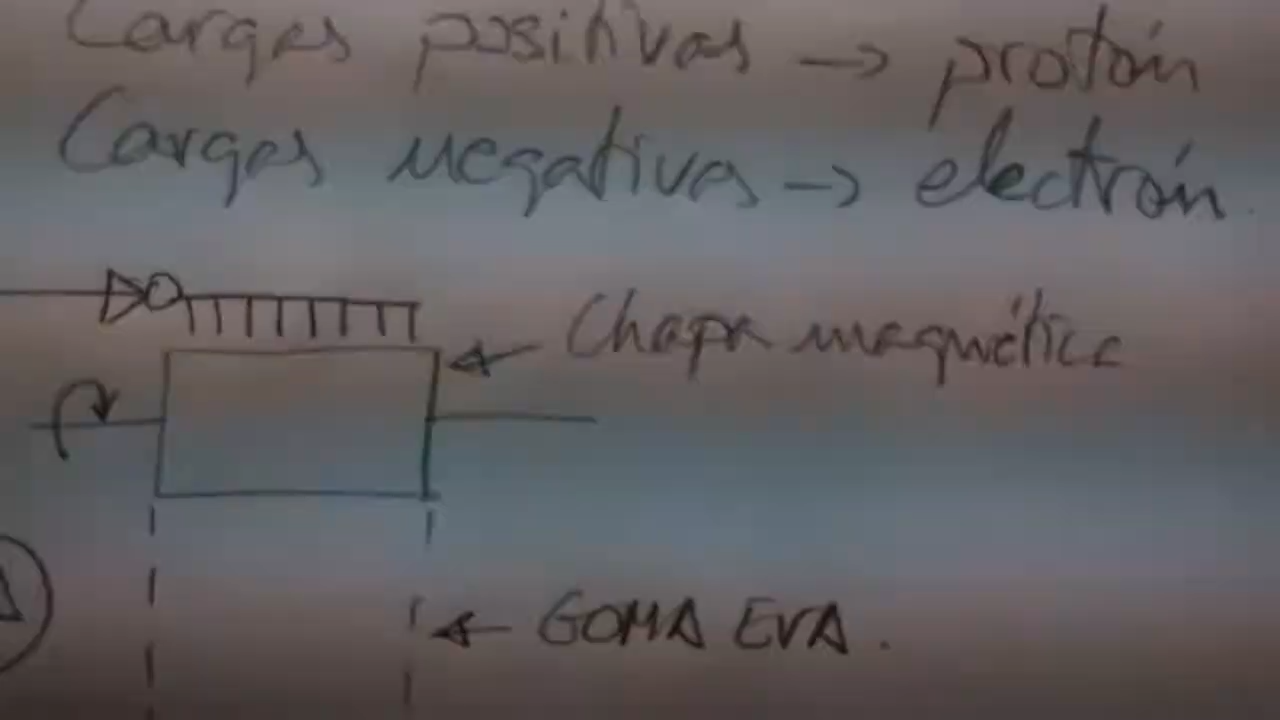 Cargas positivas → protón
Cargas negativas → electrón.
Chapa magnética
GOMA EVA.